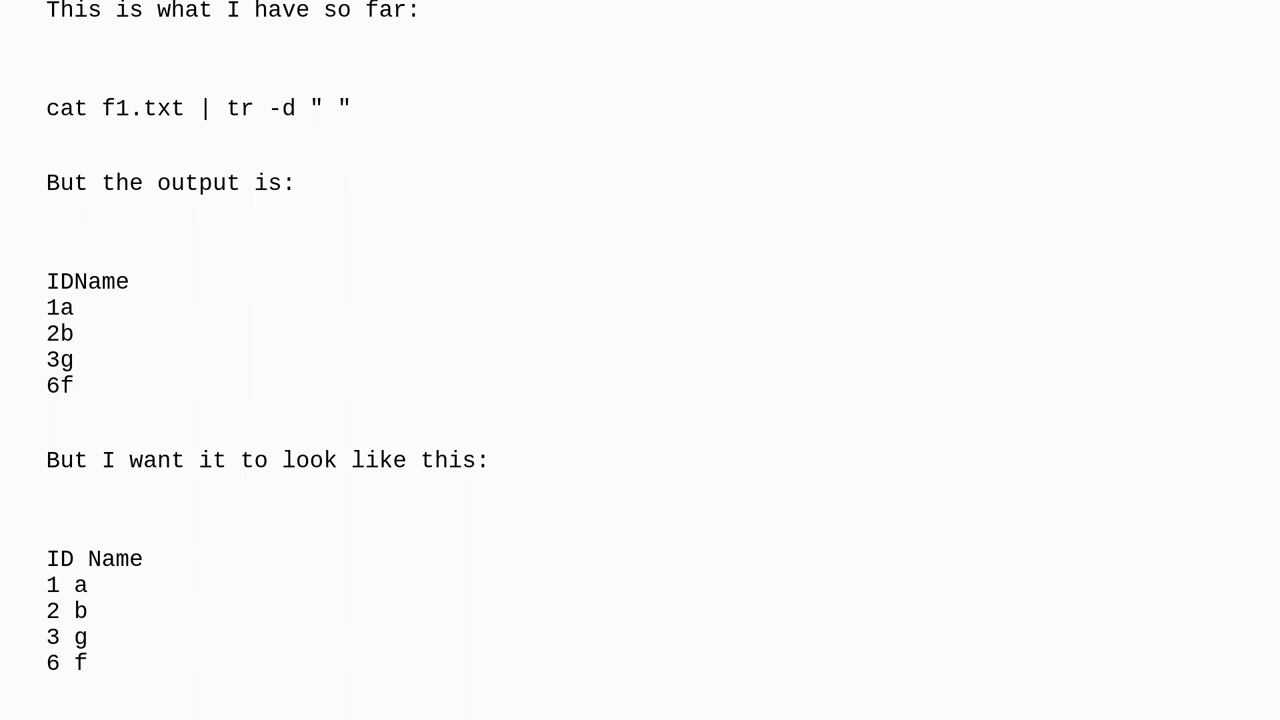 This is what I have so far:
cat f1.txt | tr -d " "
But the output is:
IDName
1a
2b
3g
6f
But I want it to look like this:
ID Name
1 a
2 b
3 g
6 f